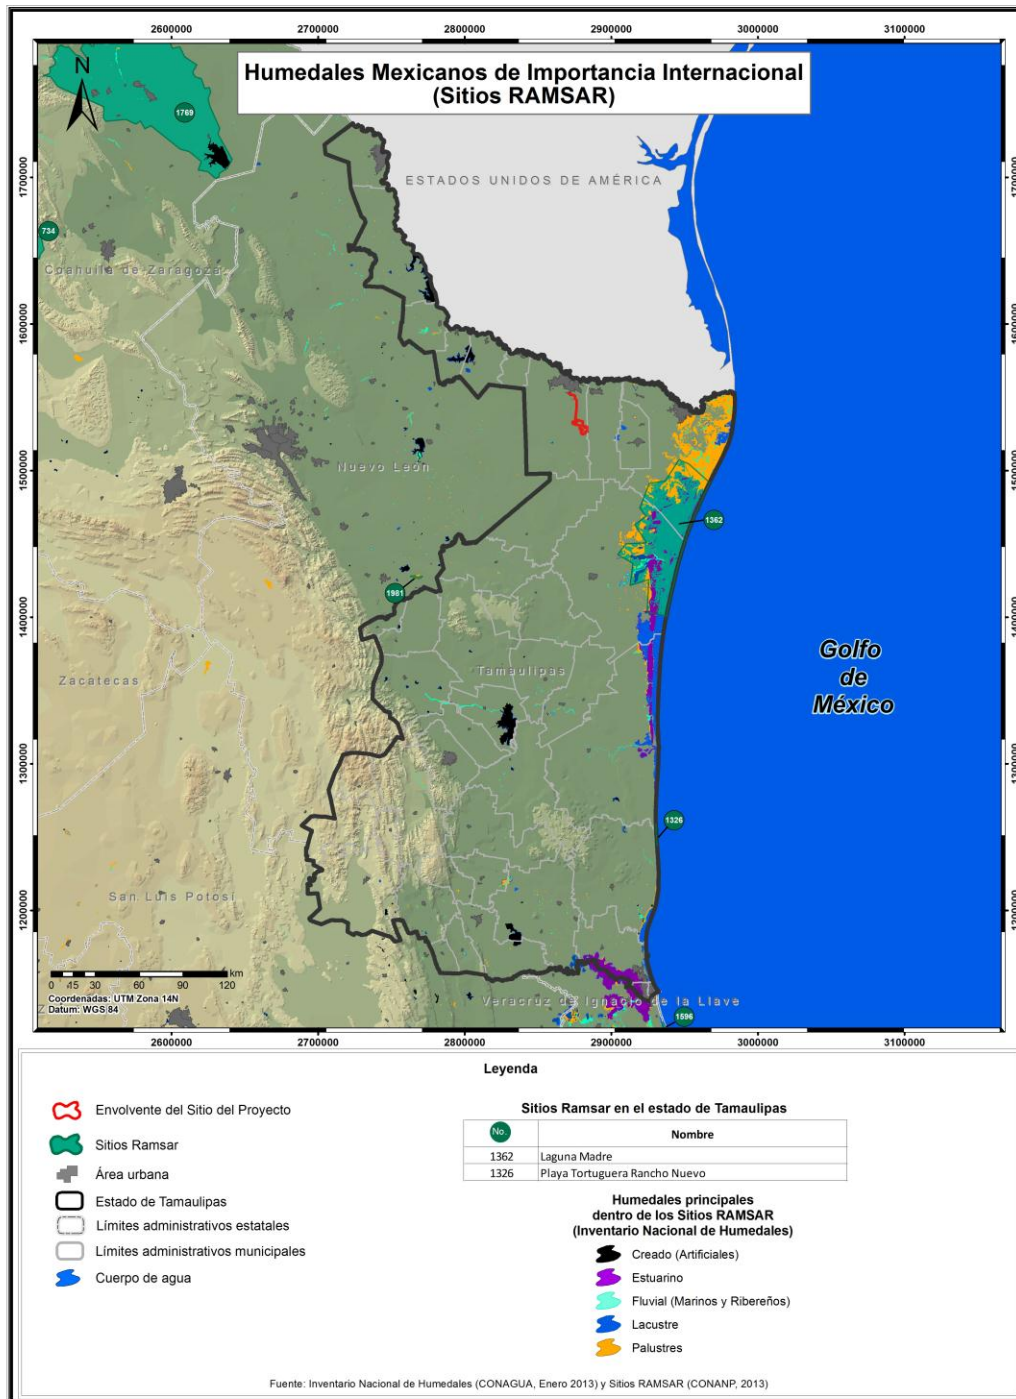 2600000 2700000 2800000 2900000 3000000 3100000
N
Humedales Mexicanos de Importancia Internacional
(Sitios RAMSAR)
1769
ESTADOS UNIDOS DE AMÉRICA
1700000 1700000
734
Coahuila de Zaragoza
1600000 1600000
Nuevo León
1500000 1500000
1362
1981
1400000 1400000
Golfo
de
México
Tamaulipas
Zacatecas
1300000 1300000
1326
San Luis Potosí
1200000 1200000
km
0 15 30 60 90 120
Coordenadas: UTM Zona 14N
Datum: WGS 84
Veracruz de Ignacio de la Llave
1596
2600000 2700000 2800000 2900000 3000000 3100000
Leyenda
Envolvente del Sitio del Proyecto
Sitios Ramsar
Área urbana
Estado de Tamaulipas
Límites administrativos estatales
Límites administrativos municipales
Cuerpo de agua
Sitios Ramsar en el estado de Tamaulipas
No. Nombre
1362 Laguna Madre
1326 Playa Tortuguera Rancho Nuevo
Humedales principales
dentro de los Sitios RAMSAR
(Inventario Nacional de Humedales)
Creado (Artificiales)
Estuarino
Fluvial (Marinos y Ribereños)
Lacustre
Palustres
Fuente: Inventario Nacional de Humedales (CONAGUA, Enero 2013) y Sitios RAMSAR (CONANP, 2013)